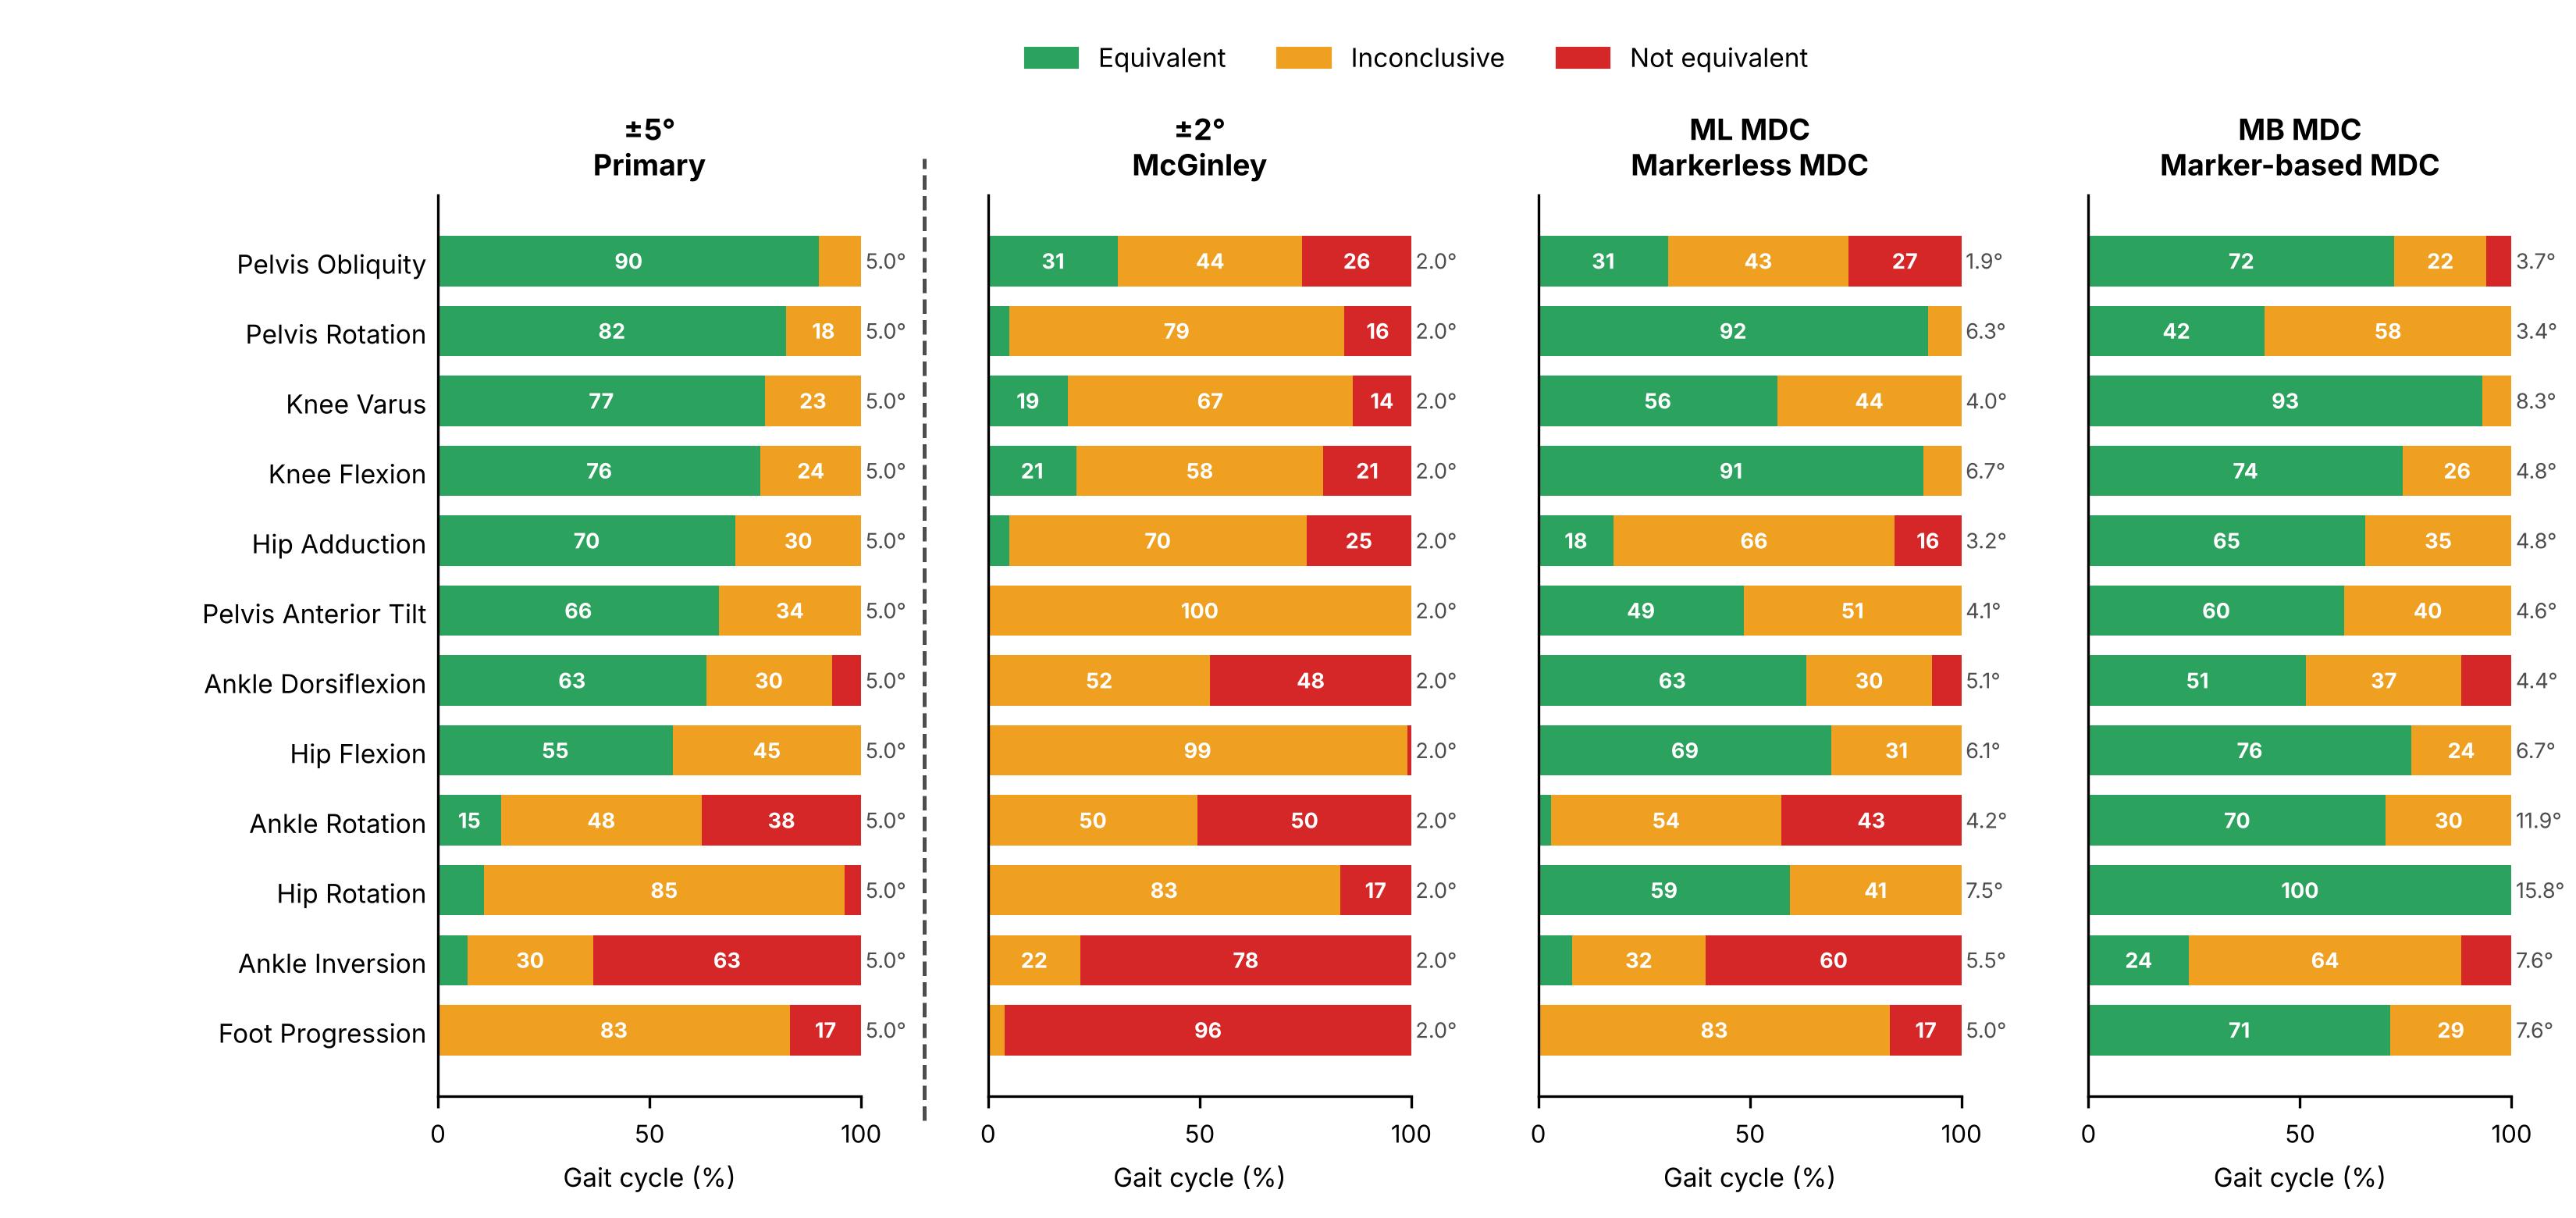 Equivalent Inconclusive Not equivalent
±5° ±2° ML MDC MB MDC
Primary McGinley Markerless MDC Marker-based MDC
Pelvis Obliquity 90 5.0° 31 44 26 2.0° 31 43 27 1.9° 72 22 3.7°
Pelvis Rotation 82 18 5.0° 79 16 2.0° 92 6.3° 42 58 3.4°
Knee Varus 77 23 5.0° 19 67 14 2.0° 56 44 4.0° 93 8.3°
Knee Flexion 76 24 5.0° 21 58 21 2.0° 91 6.7° 74 26 4.8°
Hip Adduction 70 30 5.0° 70 25 2.0° 18 66 16 3.2° 65 35 4.8°
Pelvis Anterior Tilt 66 34 5.0° 100 2.0° 49 51 4.1° 60 40 4.6°
Ankle Dorsiflexion 63 30 5.0° 52 48 2.0° 63 30 5.1° 51 37 4.4°
Hip Flexion 55 45 5.0° 99 2.0° 69 31 6.1° 76 24 6.7°
Ankle Rotation 15 48 38 5.0° 50 50 2.0° 54 43 4.2° 70 30 11.9°
Hip Rotation 85 5.0° 83 17 2.0° 59 41 7.5° 100 15.8°
Ankle Inversion 30 63 5.0° 22 78 2.0° 32 60 5.5° 24 64 7.6°
Foot Progression 83 17 5.0° 96 2.0° 83 17 5.0° 71 29 7.6°
0 50 100 0 50 100 0 50 100 0 50 100
Gait cycle (%) Gait cycle (%) Gait cycle (%) Gait cycle (%)